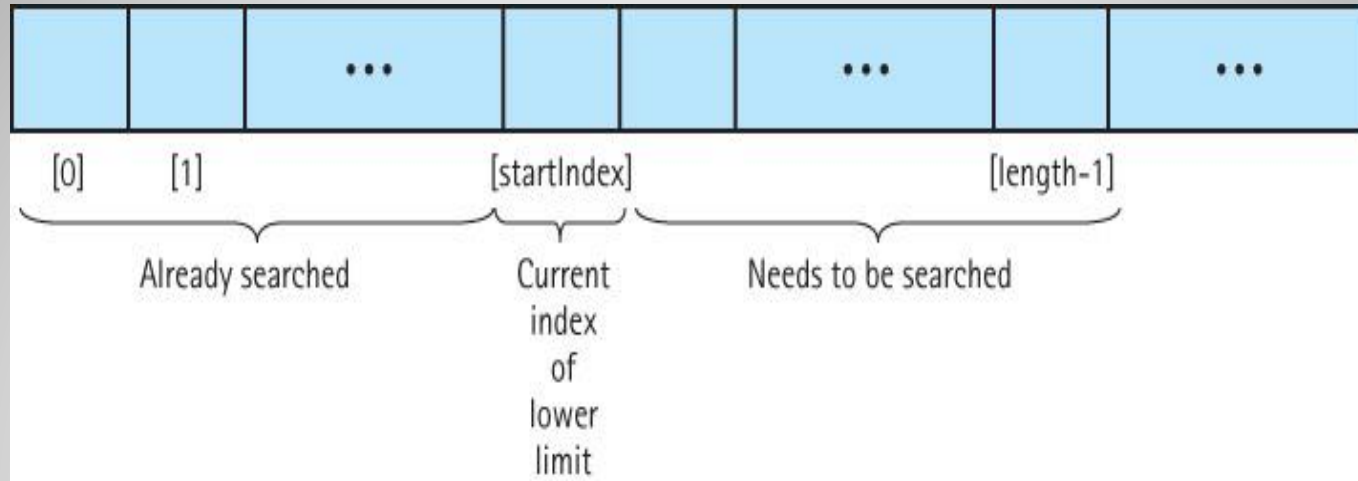 ••• ••• •••
[0] [1] [startIndex] [length-1]
Already searched Current Needs to be searched
index
of
lower
limit